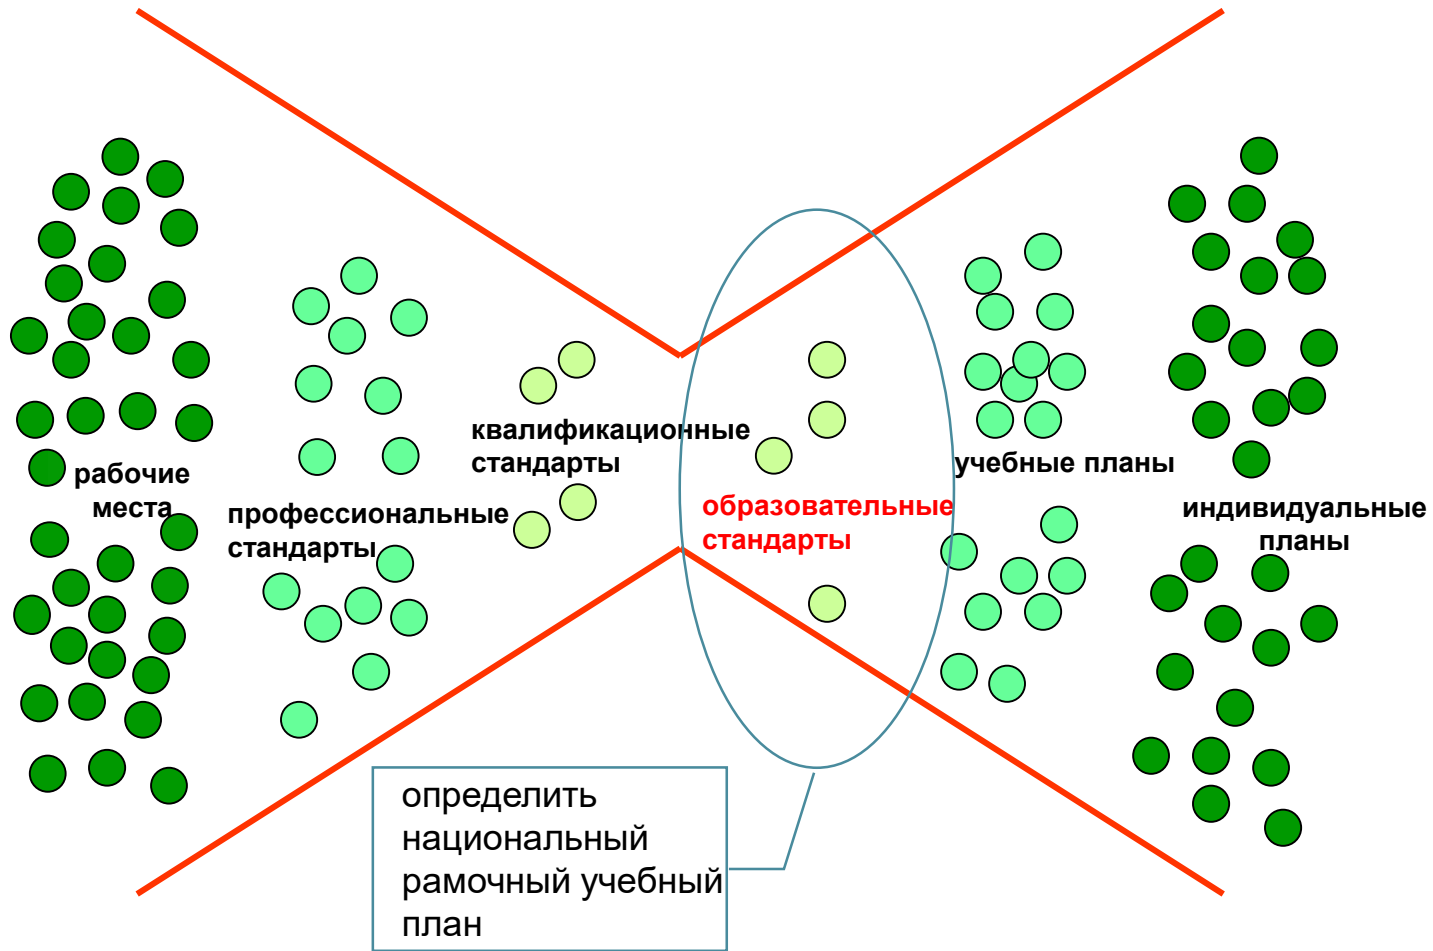 рабочие
места
профессиональные
стандарты
квалификационные
стандарты
образовательные
стандарты
учебные планы
индивидуальные
планы
определить
национальный
рамочный учебный
план